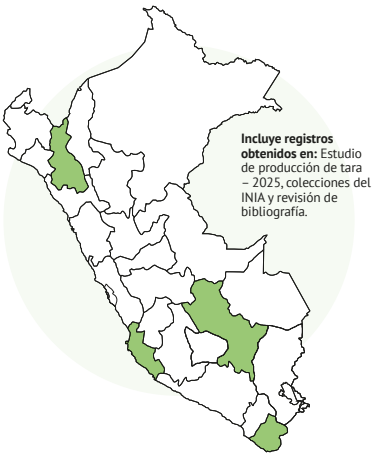 Incluye registros
obtenidos en: Estudio
de producción de tara
– 2025, colecciones del
INIA y revisión de
bibliografía.